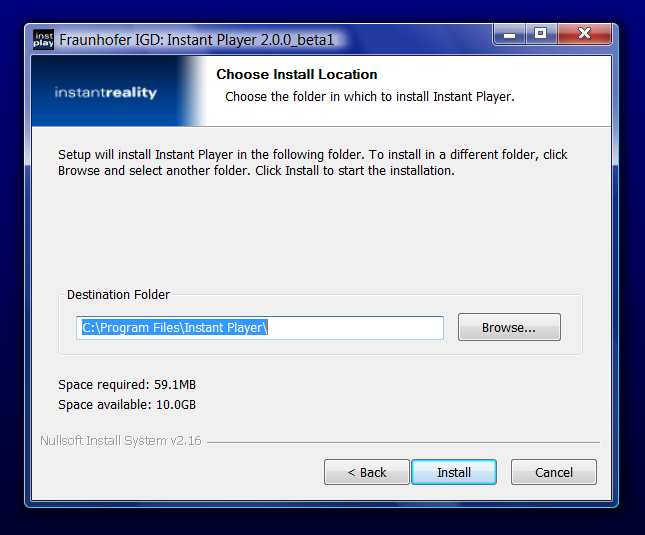 inst
play
Fraunhofer IGD: Instant Player 2.0.0_beta1
instantreality
Choose Install Location
Choose the folder in which to install Instant Player.
Setup will install Instant Player in the following folder. To install in a different folder, click
Browse and select another folder. Click Install to start the installation.
Destination Folder
C:\Program Files\Instant Player\
Browse...
Space required: 59.1MB
Space available: 10.0GB
Nullsoft Install System v2.16
< Back
Install
Cancel